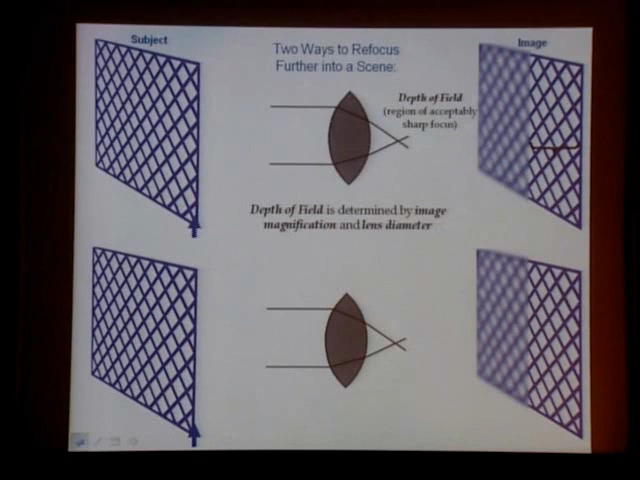 Subject
Two Ways to Refocus
Further into a Scene:
Image
Depth of Field
(region of acceptably
sharp focus)
Depth of Field is determined by image
magnification and lens diameter